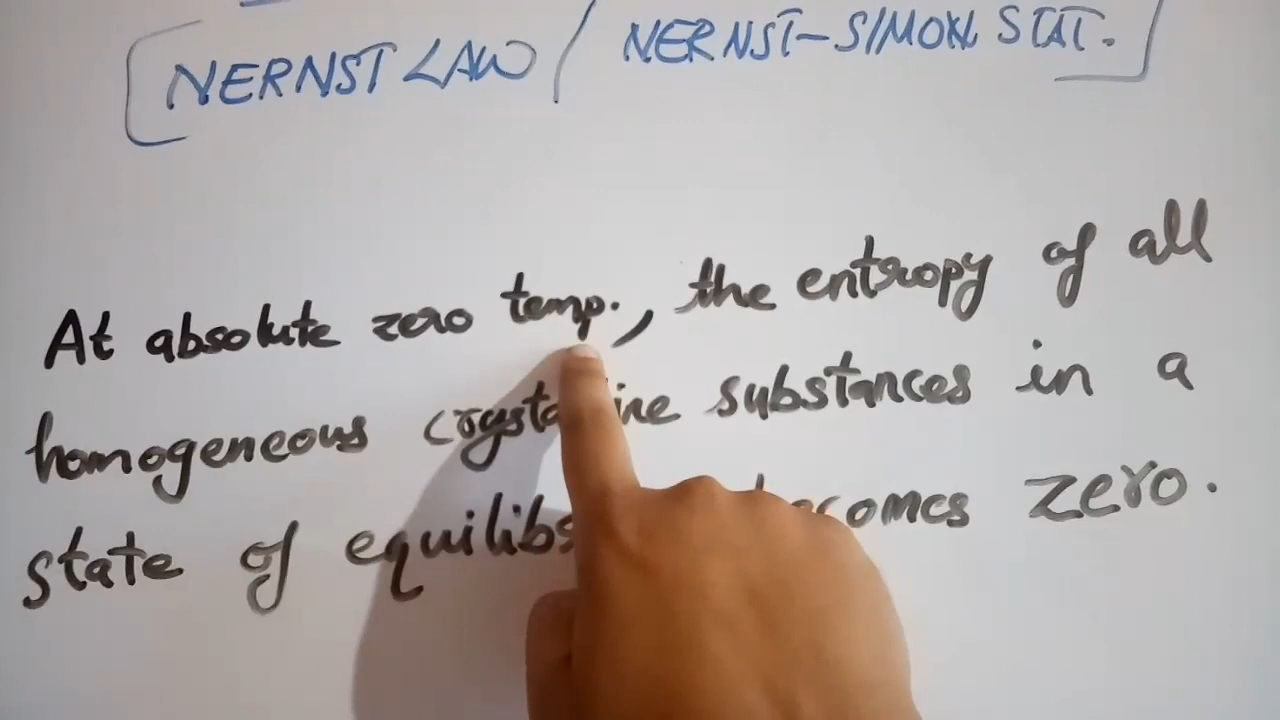 [NERNST LAW / NERNST-SIMON STAT.]
At absolute zero temp., the entropy of all
homogeneous substances in a
state of zero.